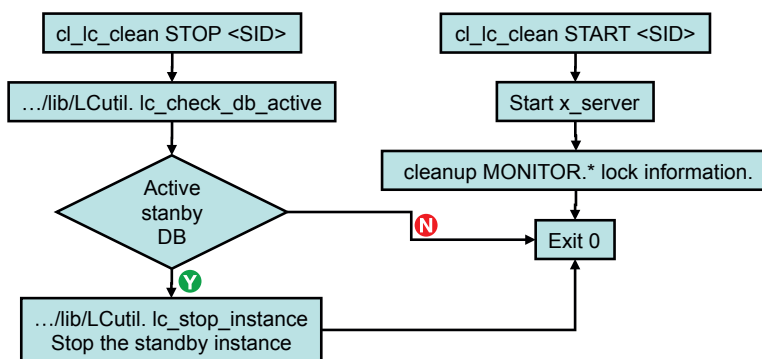 cl_lc_clean STOP <SID>
…/lib/LCutil. lc_check_db_active
Active
stanby
DB
N
Y
…/lib/LCutil. lc_stop_instance
Stop the standby instance
cl_lc_clean START <SID>
Start x_server
cleanup MONITOR.* lock information.
Exit 0